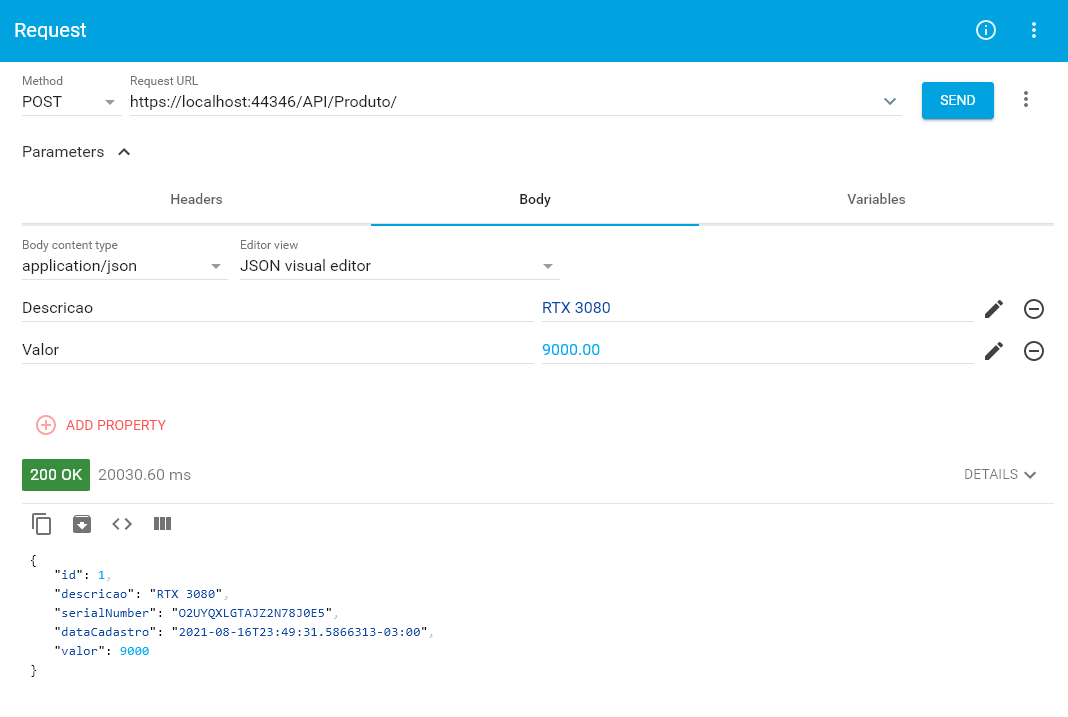 Request
Method
Request URL
POST
https://localhost:44346/API/Produto/
SEND
Parameters
Headers
Body
Variables
Body content type
Editor view
application/json
JSON visual editor
Descricao
RTX 3080
Valor
9000.00
ADD PROPERTY
200 OK
20030.60 ms
DETAILS
{
"id": 1,
"descricao": "RTX 3080",
"serialNumber": "O2UYQXLGTAJZ2N78J0E5",
"dataCadastro": "2021-08-16T23:49:31.5866313-03:00",
"valor": 9000
}